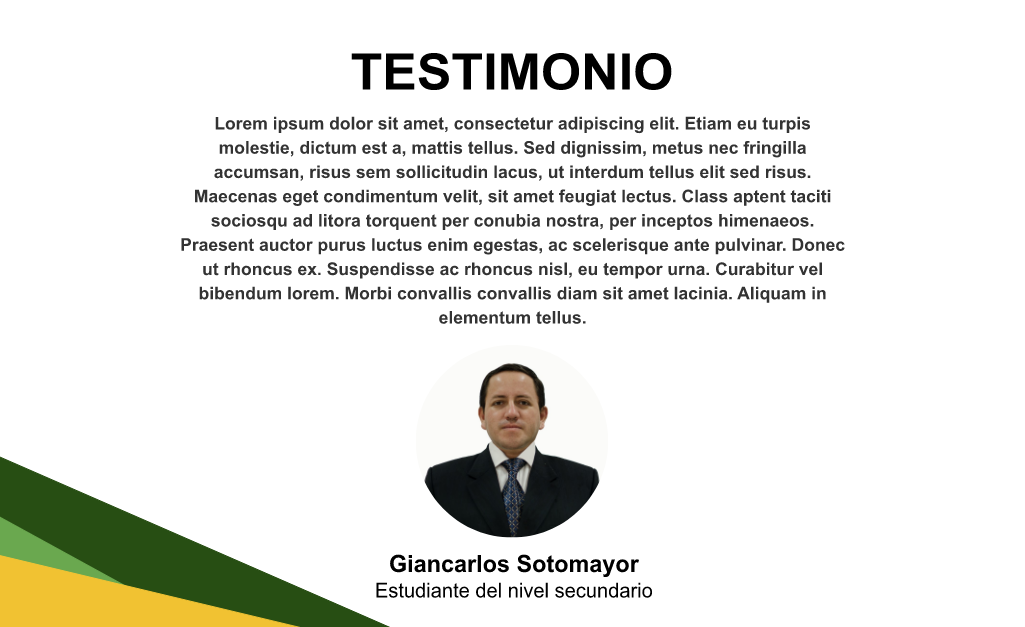 TESTIMONIO
Lorem ipsum dolor sit amet, consectetur adipiscing elit. Etiam eu turpis
molestie, dictum est a, mattis tellus. Sed dignissim, metus nec fringilla
accumsan, risus sem sollicitudin lacus, ut interdum tellus elit sed risus.
Maecenas eget condimentum velit, sit amet feugiat lectus. Class aptent taciti
sociosqu ad litora torquent per conubia nostra, per inceptos himenaeos.
Praesent auctor purus luctus enim egestas, ac scelerisque ante pulvinar. Donec
ut rhoncus ex. Suspendisse ac rhoncus nisl, eu tempor urna. Curabitur vel
bibendum lorem. Morbi convallis convallis diam sit amet lacinia. Aliquam in
elementum tellus.
Giancarlos Sotomayor
Estudiante del nivel secundario